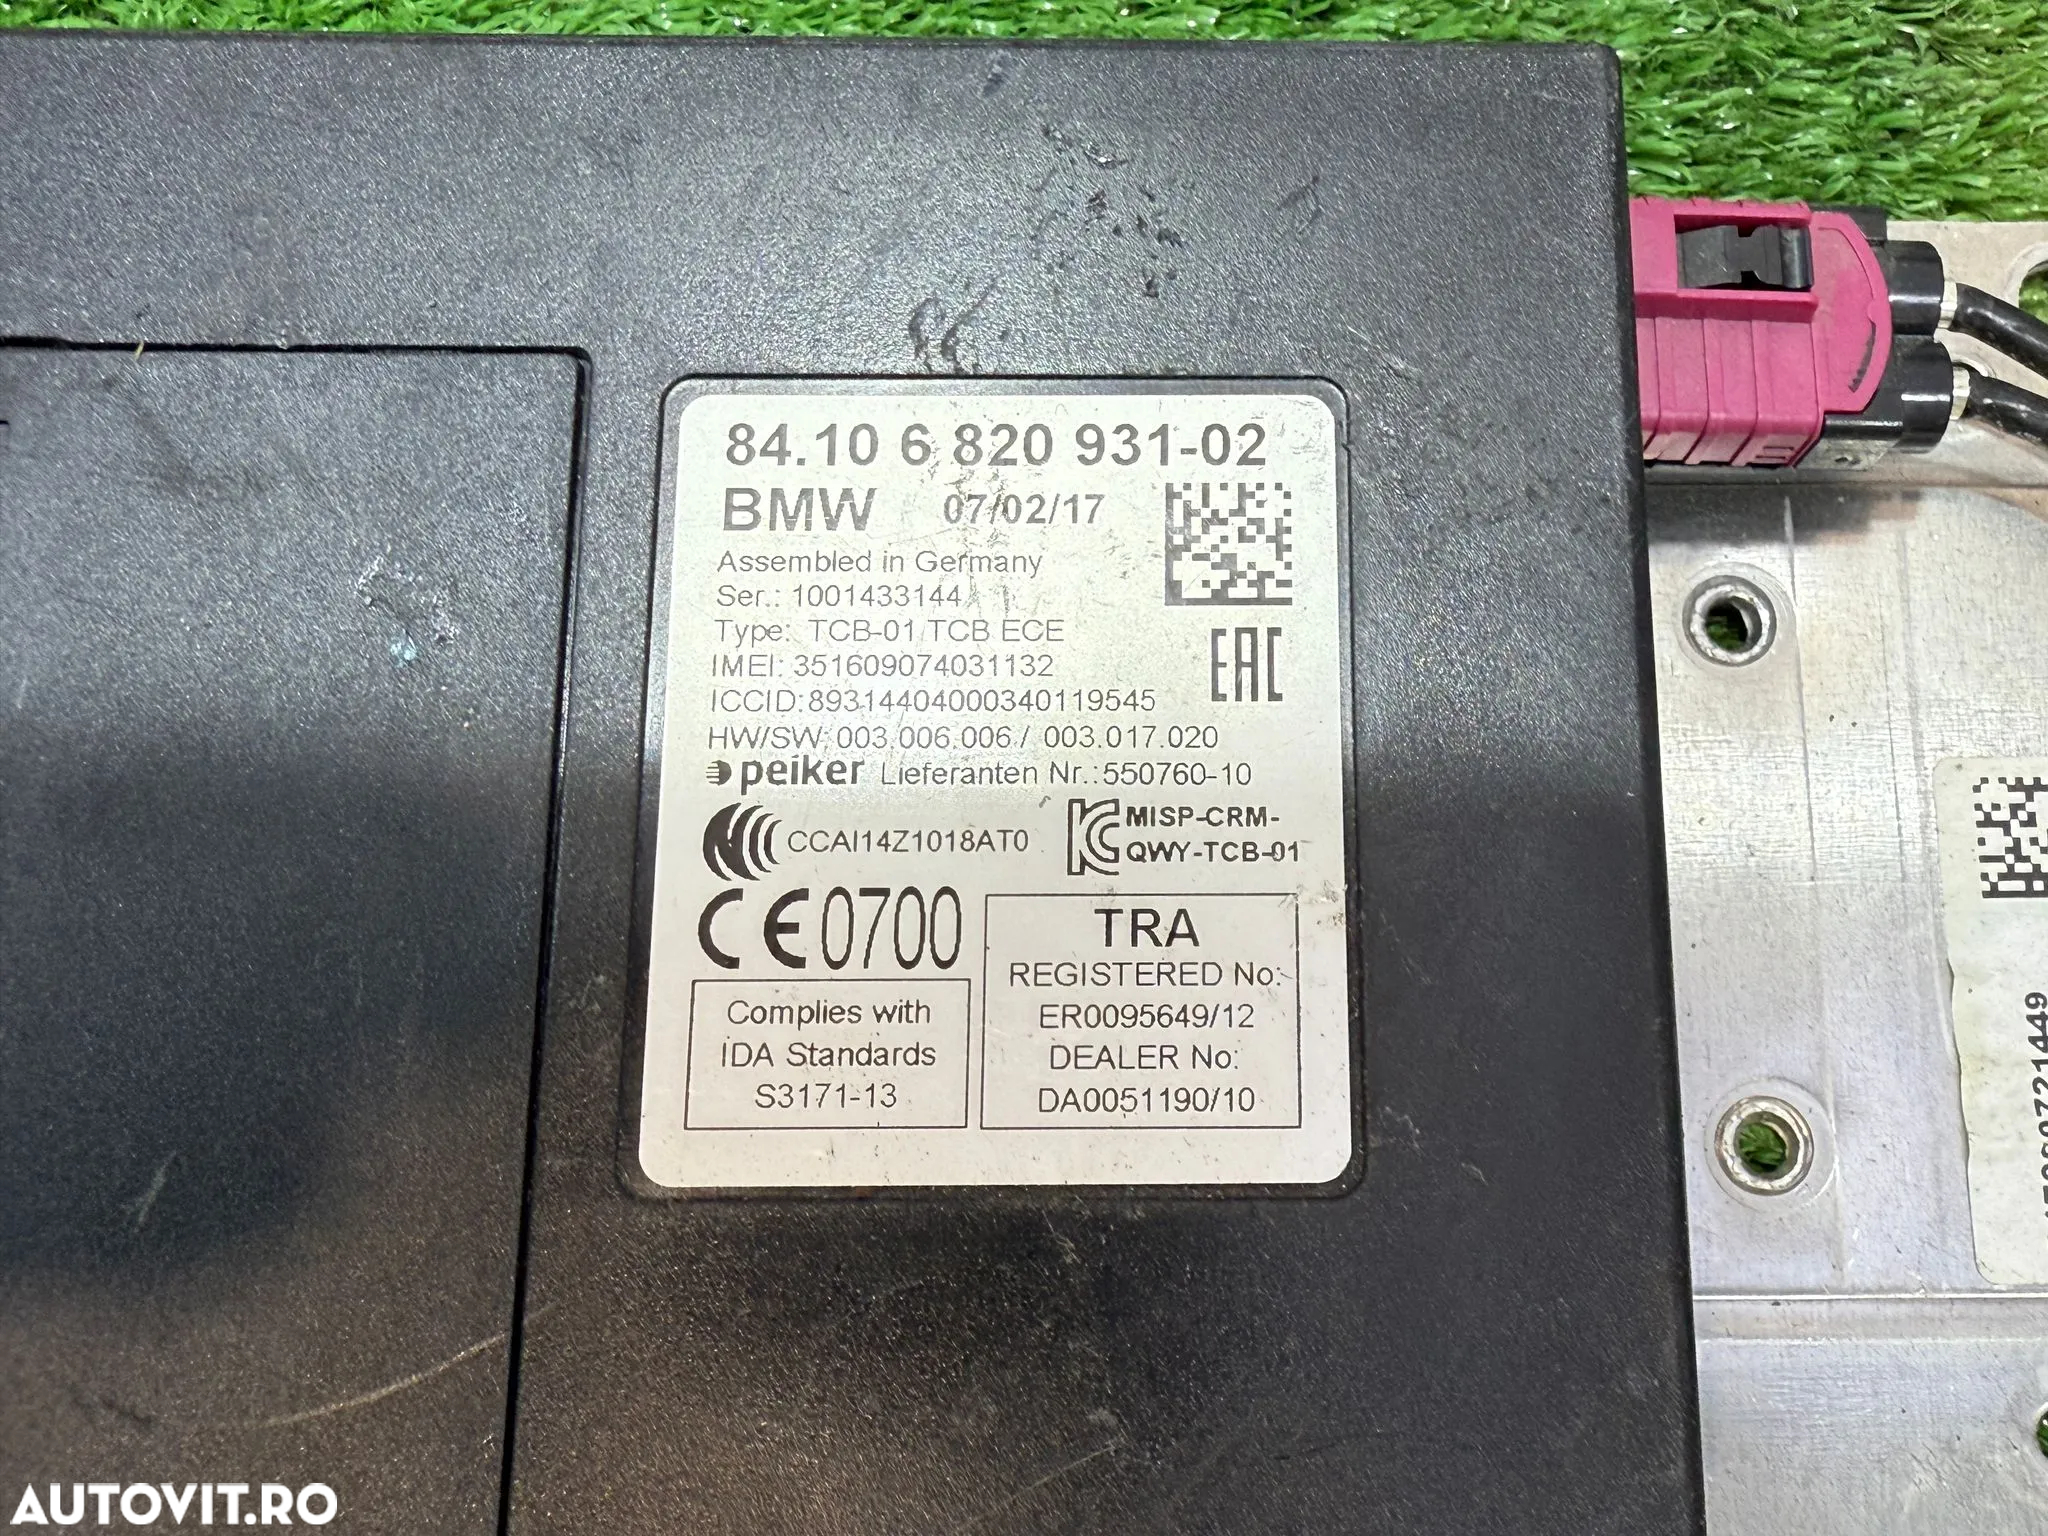 84.10 6 820 931-02
BMW 07/02/17
Assembled in Germany
Ser.: 1001433144
Type: TCB-01 TCB ECE
IMEI: 351609074031132
ICCID:89314404000340119545
HW/SW: 003.006.006/ 003.017.020
peiker Lieferanten Nr.:550760-10
CCAI14Z1018AT0
MISP-CRM-
QWY-TCB-01
EAC
CE0700
Complies with
IDA Standards
S3171-13
TRA
REGISTERED No:
ER0095649/12
DEALER No:
DA0051190/10
AUTOVIT.RO